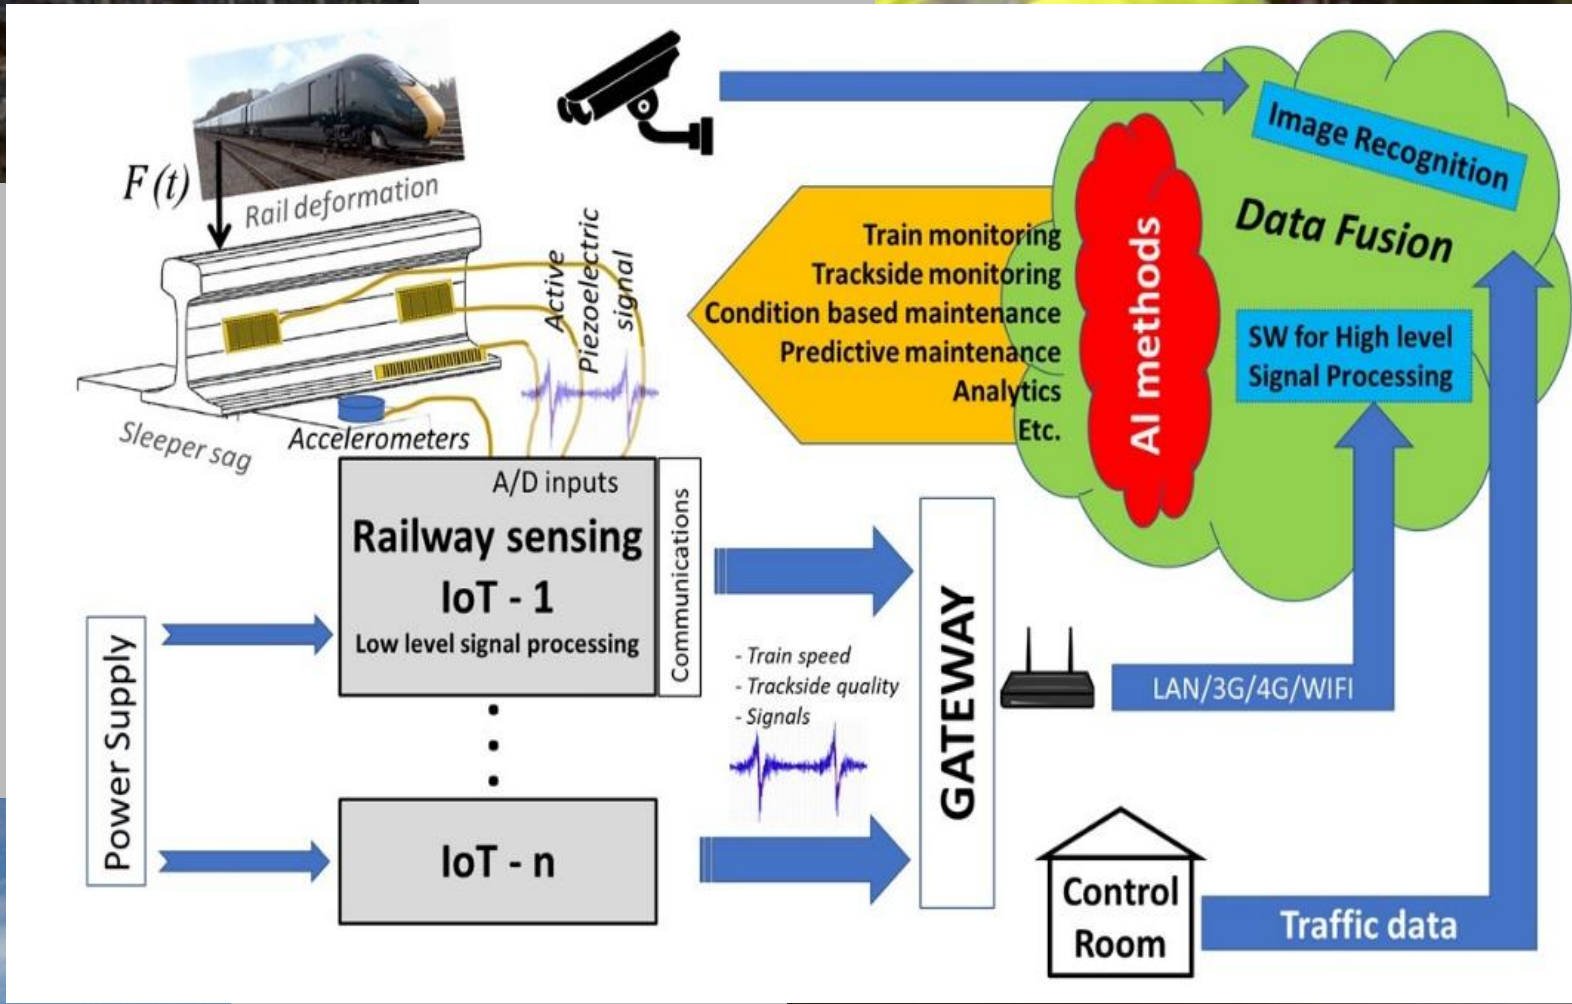 F (t)
Rail deformation
Active
Piezoelectric
signal
Sleeper sag
Accelerometers
A/D inputs
Railway sensing
IoT - 1
Low level signal processing
Communications
Power Supply
IoT - n
- Train speed
- Trackside quality
- Signals
GATEWAY
LAN/3G/4G/WIFI
Control
Room
Traffic data
Image Recognition
Data Fusion
SW for High level
Signal Processing
AI methods
Train monitoring
Trackside monitoring
Condition based maintenance
Predictive maintenance
Analytics
Etc.